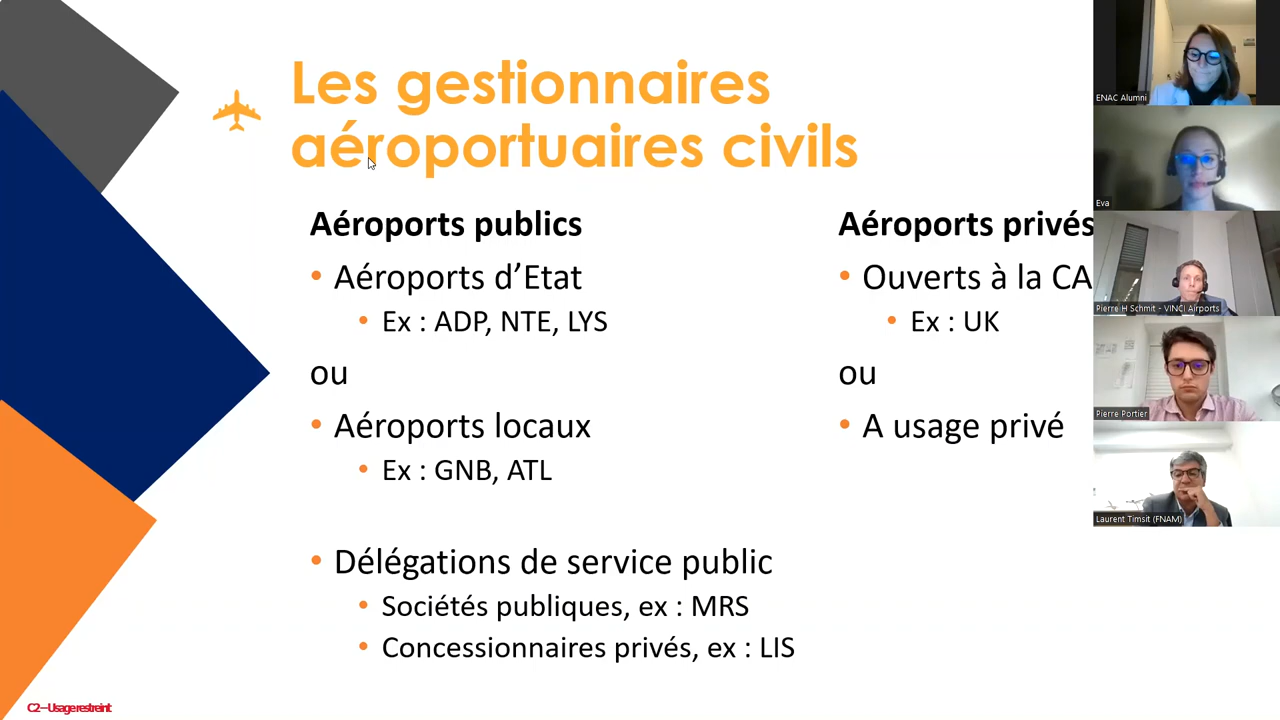 Les gestionnaires
aéroportuaires civils
Aéroports publics
• Aéroports d’Etat
• Ex : ADP, NTE, LYS
ou
• Aéroports locaux
• Ex : GNB, ATL
• Délégations de service public
• Sociétés publiques, ex : MRS
• Concessionnaires privés, ex : LIS
Aéroports privés
• Ouverts à la CA
• Ex : UK
ou
• A usage privé
C2 – Usage restreint
ENAC Alumni
Eva
Pierre H Schmit - VINCI Airports
Pierre Portier
Laurent Timsit (FNAM)